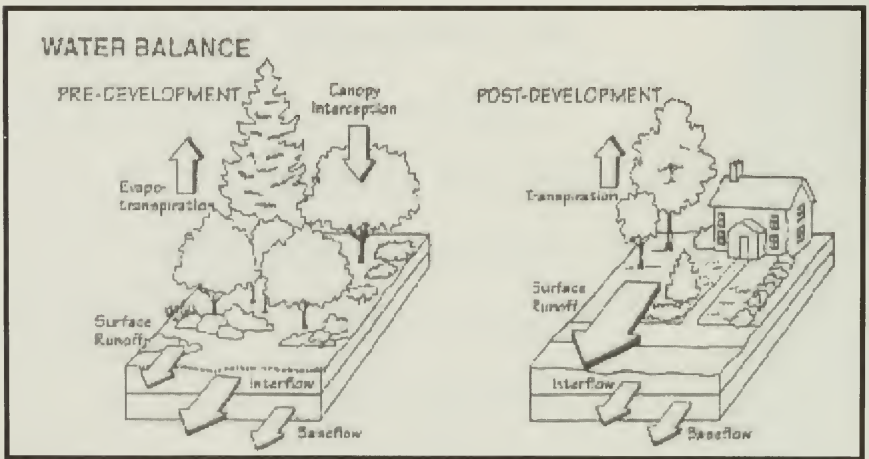 WATER BALANCE
PRE-DEVELOPMENT
Canopy
Interception
Evapo-
transpiration
Surface
Runoff
Interflow
Baseflow
POST-DEVELOPMENT
Transpiration
Surface
Runoff
Interflow
Baseflow